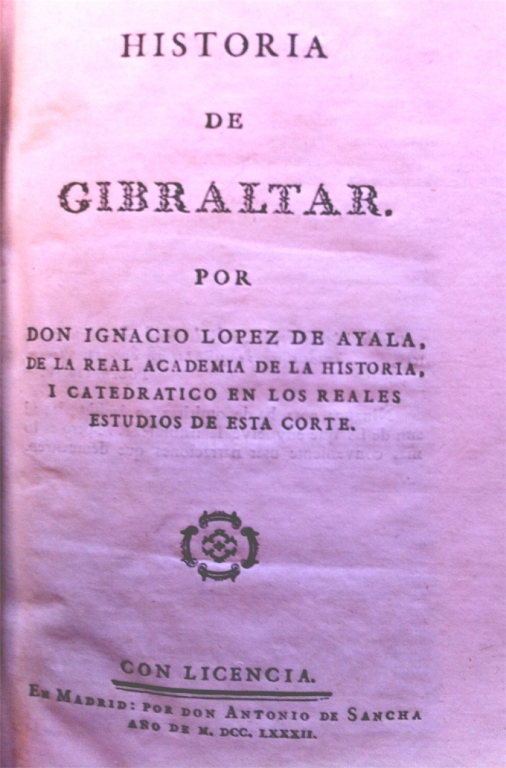 HISTORIA
DE
GIBRALTAR.
POR
DON IGNACIO LOPEZ DE AYALA,
DE LA REAL ACADEMIA DE LA HISTORIA,
I CATEDRATICO EN LOS REALES
ESTUDIOS DE ESTA CORTE.
CON LICENCIA.
EN MADRID: POR DON ANTONIO DE SANCHA
AÑO DE M. DCC. LXXXII.